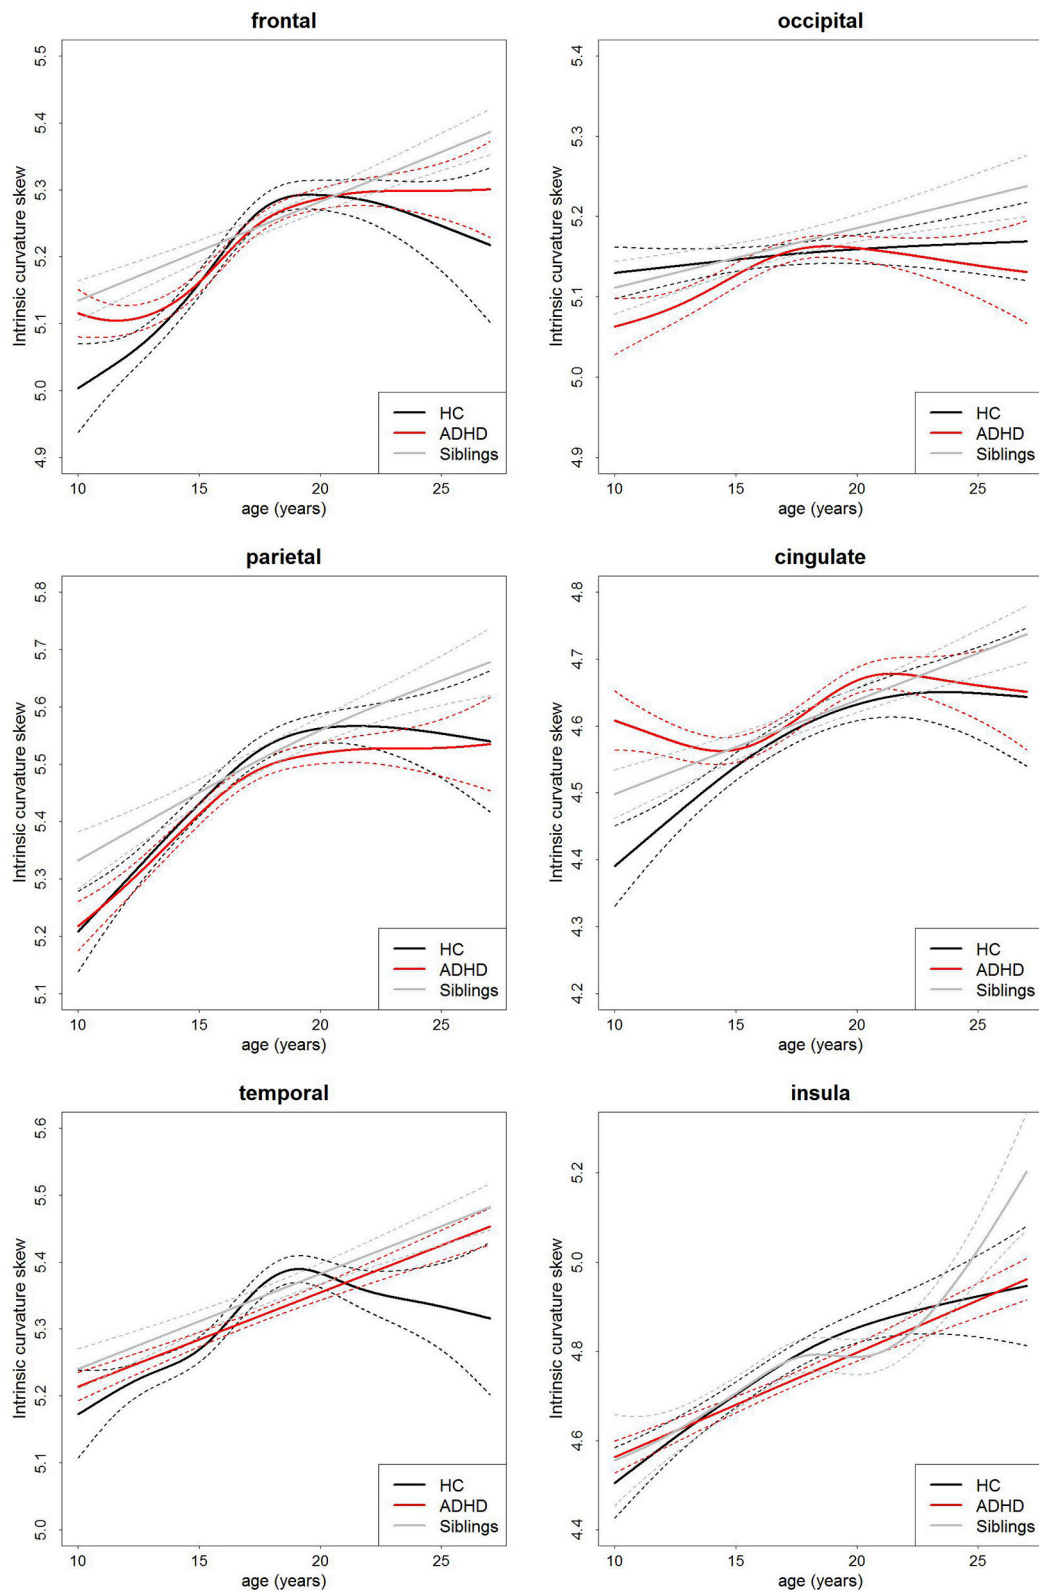 frontal
Intrinsic curvature skew
5.5
5.4
5.3
5.2
5.1
5.0
4.9
10 15 20 25
age (years)
HC
ADHD
Siblings
occipital
Intrinsic curvature skew
5.4
5.3
5.2
5.1
5.0
4.9
10 15 20 25
age (years)
HC
ADHD
Siblings
parietal
Intrinsic curvature skew
5.8
5.7
5.6
5.5
5.4
5.3
5.2
5.1
10 15 20 25
age (years)
HC
ADHD
Siblings
cingulate
Intrinsic curvature skew
4.8
4.7
4.6
4.5
4.4
4.3
4.2
10 15 20 25
age (years)
HC
ADHD
Siblings
temporal
Intrinsic curvature skew
5.6
5.5
5.4
5.3
5.2
5.1
5.0
10 15 20 25
age (years)
HC
ADHD
Siblings
insula
Intrinsic curvature skew
5.2
5.0
4.8
4.6
4.4
10 15 20 25
age (years)
HC
ADHD
Siblings